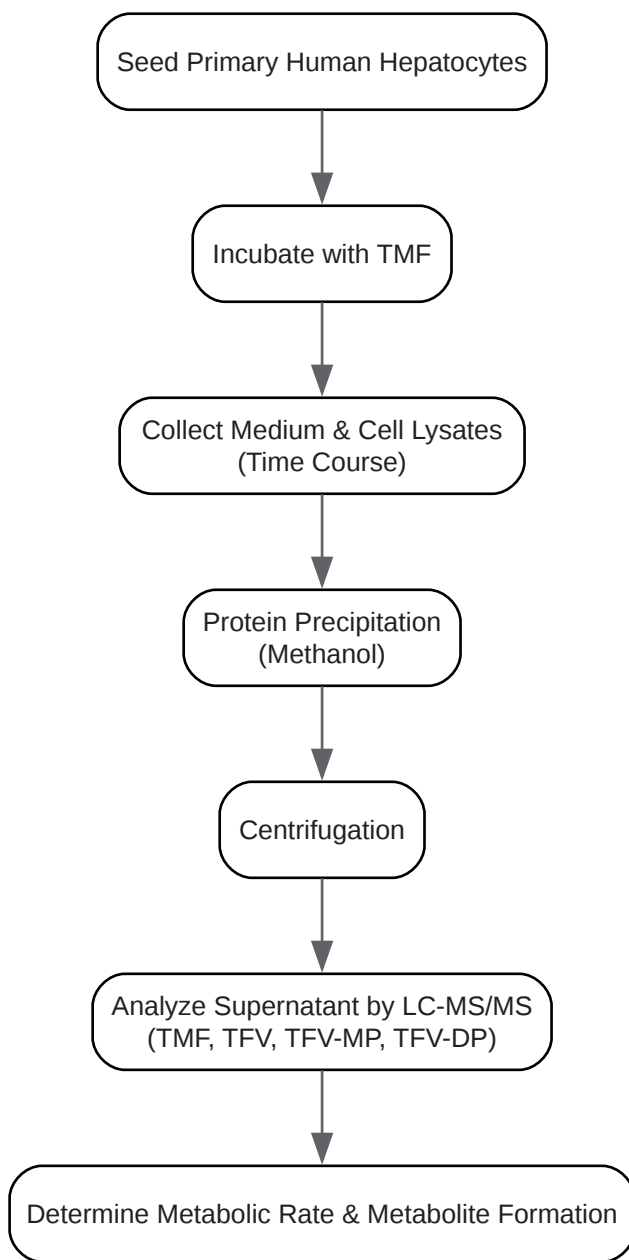 Seed Primary Human Hepatocytes
Incubate with TMF
Collect Medium & Cell Lysates
(Time Course)
Protein Precipitation
(Methanol)
Centrifugation
Analyze Supernatant by LC-MS/MS
(TMF, TFV, TFV-MP, TFV-DP)
Determine Metabolic Rate & Metabolite Formation